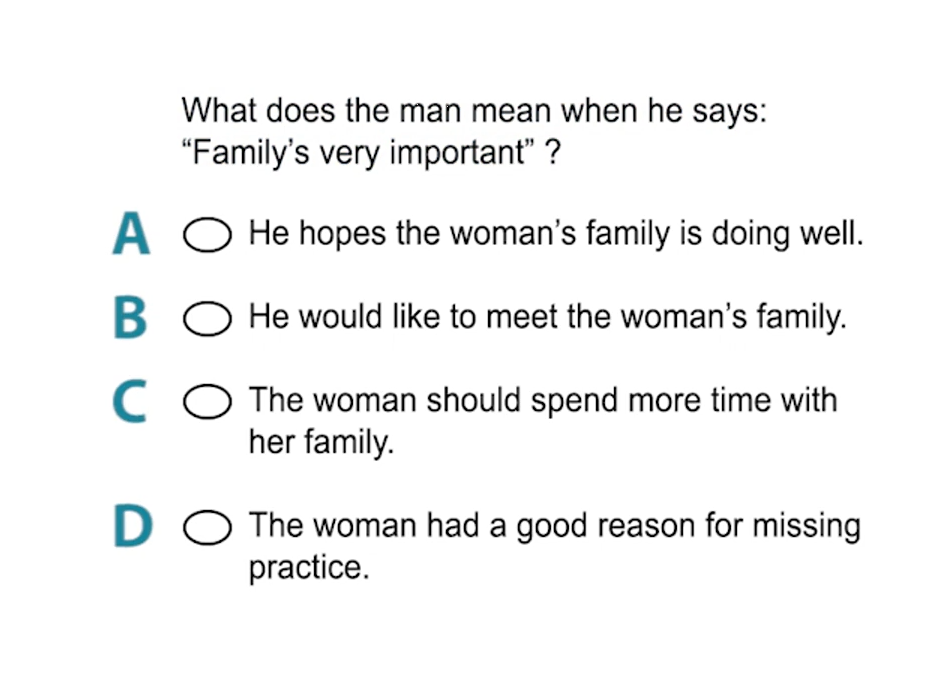 What does the man mean when he says:
“Family’s very important” ?
A He hopes the woman’s family is doing well.
B He would like to meet the woman’s family.
C The woman should spend more time with
her family.
D The woman had a good reason for missing
practice.